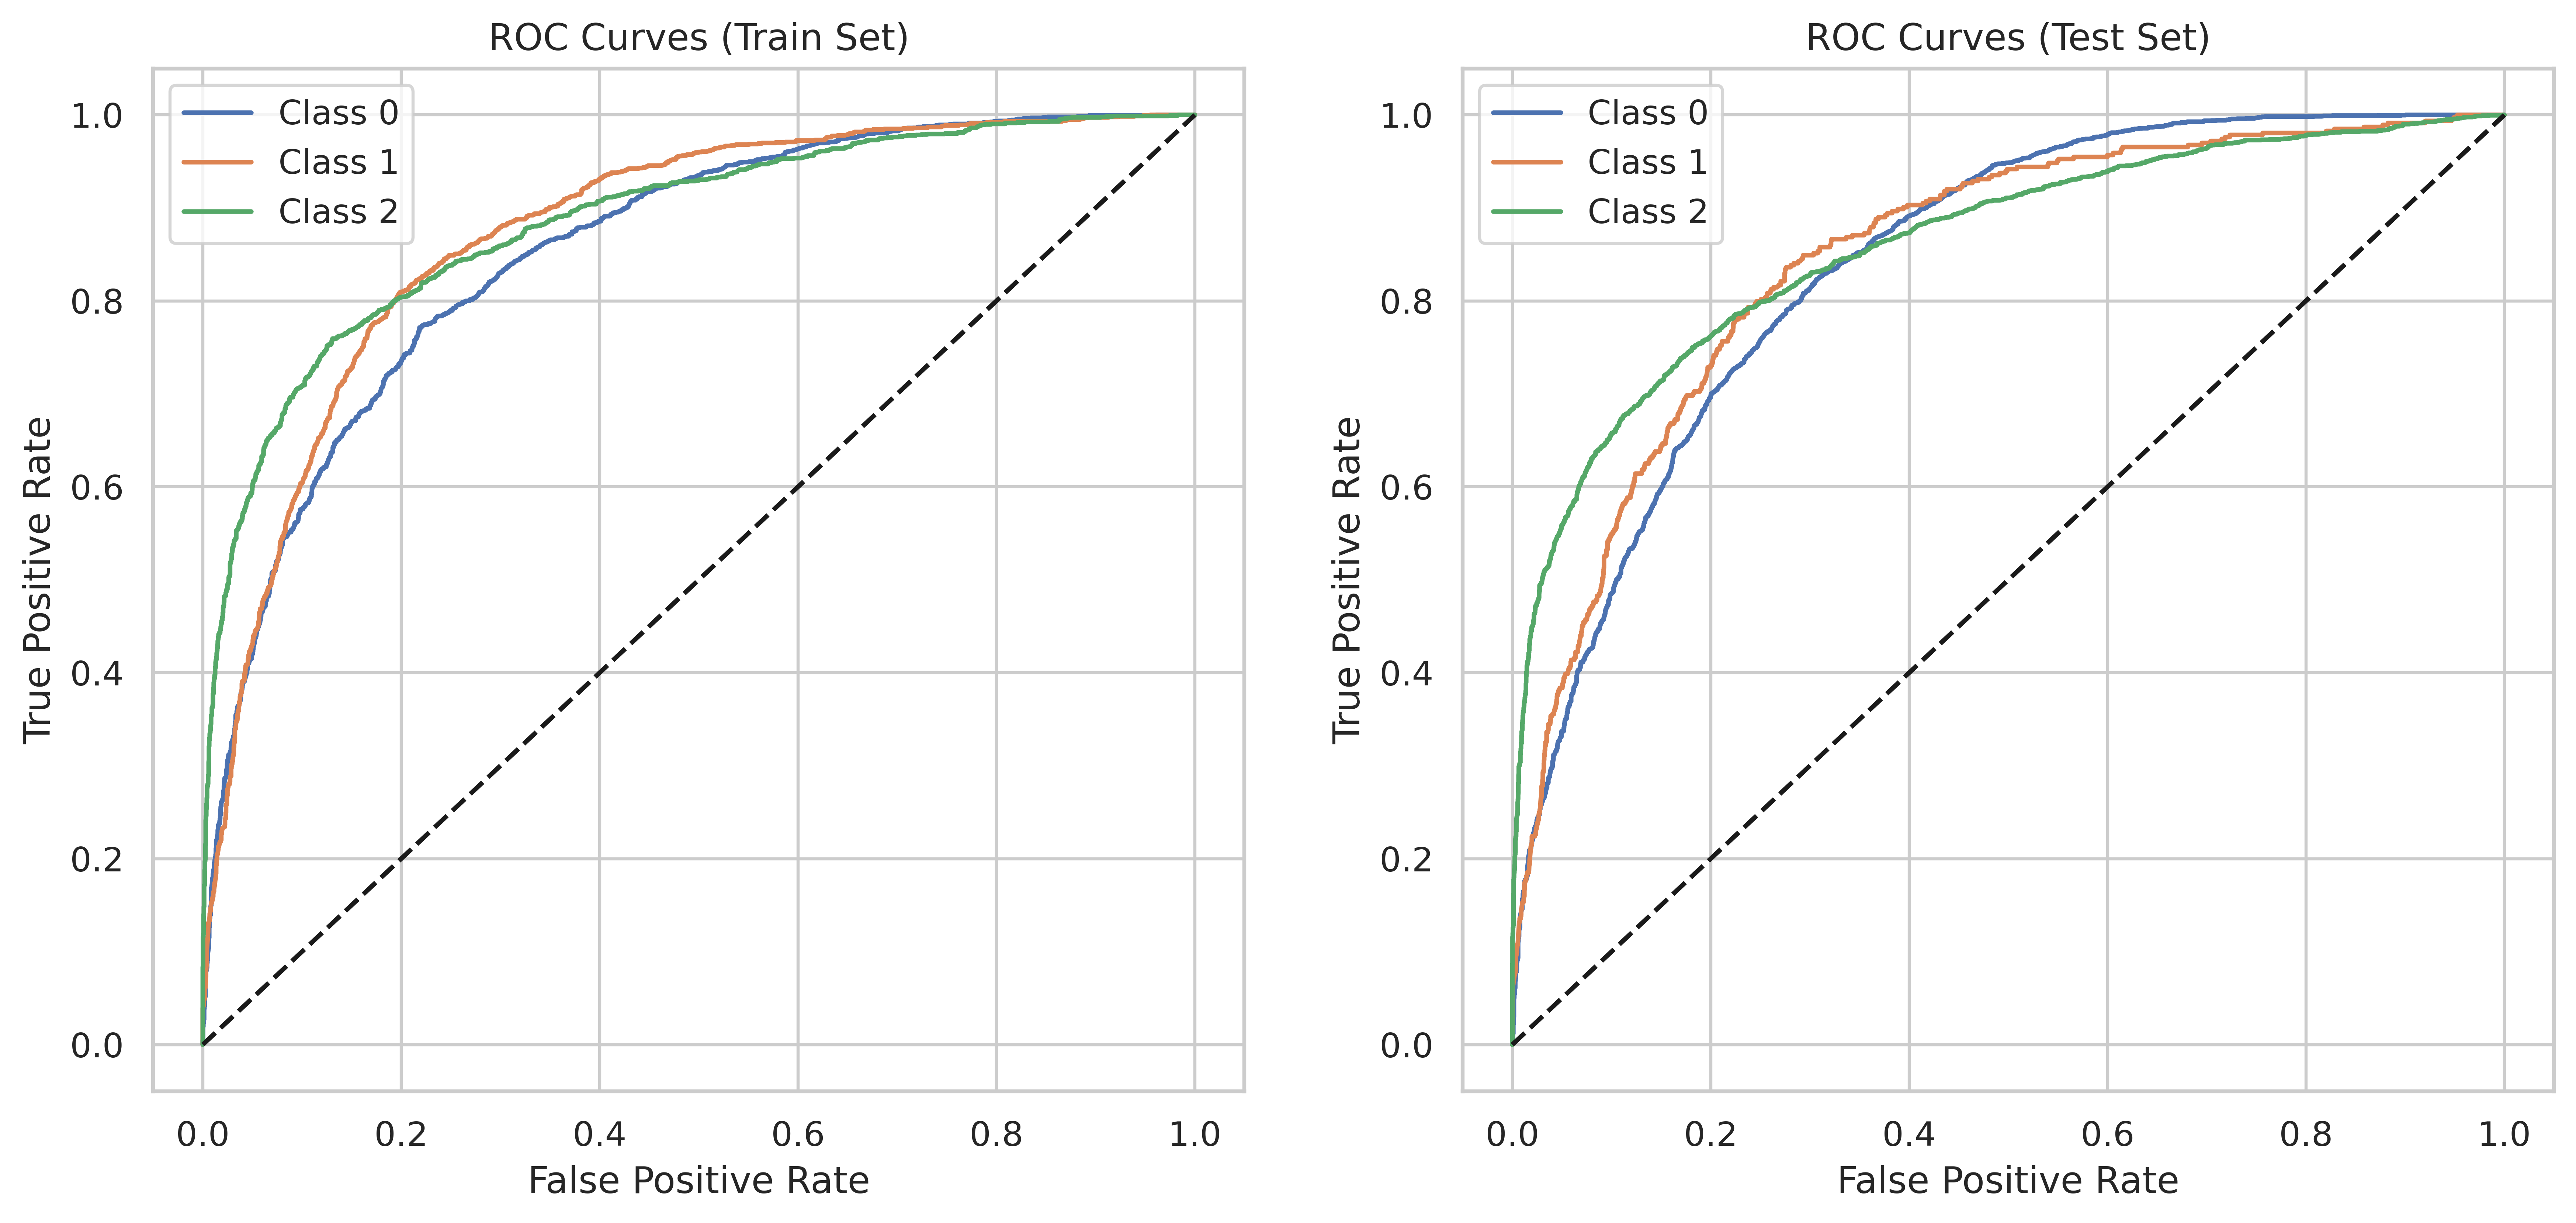 ROC Curves (Train Set)
Class 0
Class 1
Class 2
True Positive Rate
1.0
0.8
0.6
0.4
0.2
0.0
0.0 0.2 0.4 0.6 0.8 1.0
False Positive Rate
ROC Curves (Test Set)
Class 0
Class 1
Class 2
True Positive Rate
1.0
0.8
0.6
0.4
0.2
0.0
0.0 0.2 0.4 0.6 0.8 1.0
False Positive Rate